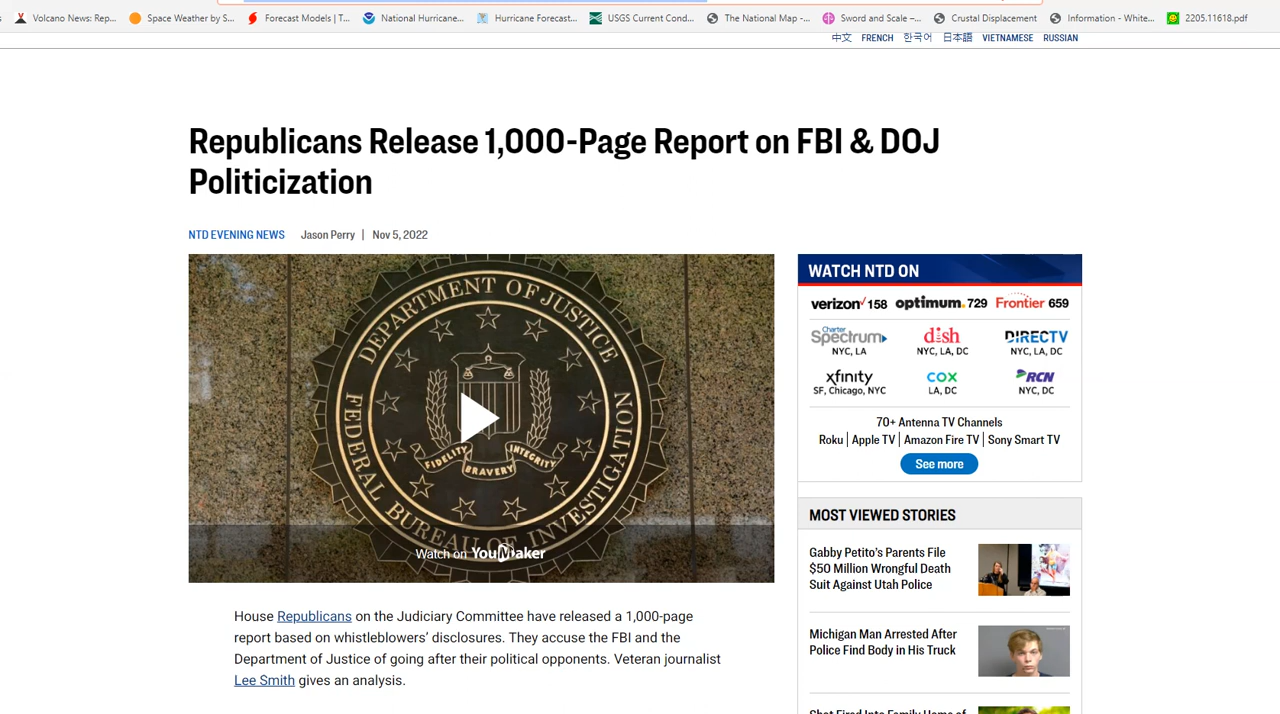 Volcano News: Rep...
Space Weather by S...
Forecast Models | T...
National Hurricane...
Hurricane Forecast...
USGS Current Cond...
The National Map -...
Sword and Scale –...
Crustal Displacement
Information - White...
2205.11618.pdf
中文 FRENCH 한국어 日本語 VIETNAMESE RUSSIAN
Republicans Release 1,000-Page Report on FBI & DOJ
Politicization
NTD EVENING NEWS Jason Perry | Nov 5, 2022
DEPARTMENT OF JUSTICE
FIDELITY BRAVERY INTEGRITY
FEDERAL BUREAU OF INVESTIGATION
Watch on YouMaker
House Republicans on the Judiciary Committee have released a 1,000-page
report based on whistleblowers’ disclosures. They accuse the FBI and the
Department of Justice of going after their political opponents. Veteran journalist
Lee Smith gives an analysis.
WATCH NTD ON
verizon 158 optimum. 729 Frontier 659
Charter
Spectrum dish DIRECTV
NYC, LA NYC, LA, DC NYC, LA, DC
xfinity COX RCN
SF, Chicago, NYC LA, DC NYC, DC
70+ Antenna TV Channels
Roku | Apple TV | Amazon Fire TV | Sony Smart TV
See more
MOST VIEWED STORIES
Gabby Petito’s Parents File
$50 Million Wrongful Death
Suit Against Utah Police
Michigan Man Arrested After
Police Find Body in His Truck
Shot Fired Into Family Home of